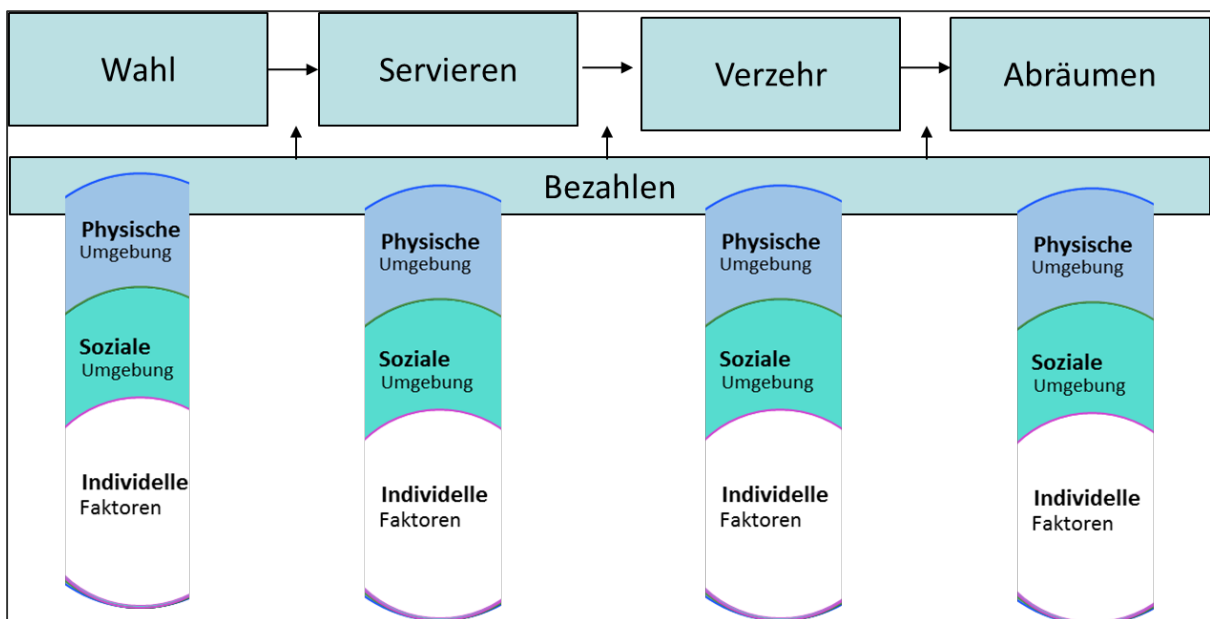 Wahl
Servieren
Verzehr
Abräumen
Bezahlen
Physische
Umgebung
Soziale
Umgebung
Individelle
Faktoren
Physische
Umgebung
Soziale
Umgebung
Individelle
Faktoren
Physische
Umgebung
Soziale
Umgebung
Individelle
Faktoren
Physische
Umgebung
Soziale
Umgebung
Individelle
Faktoren